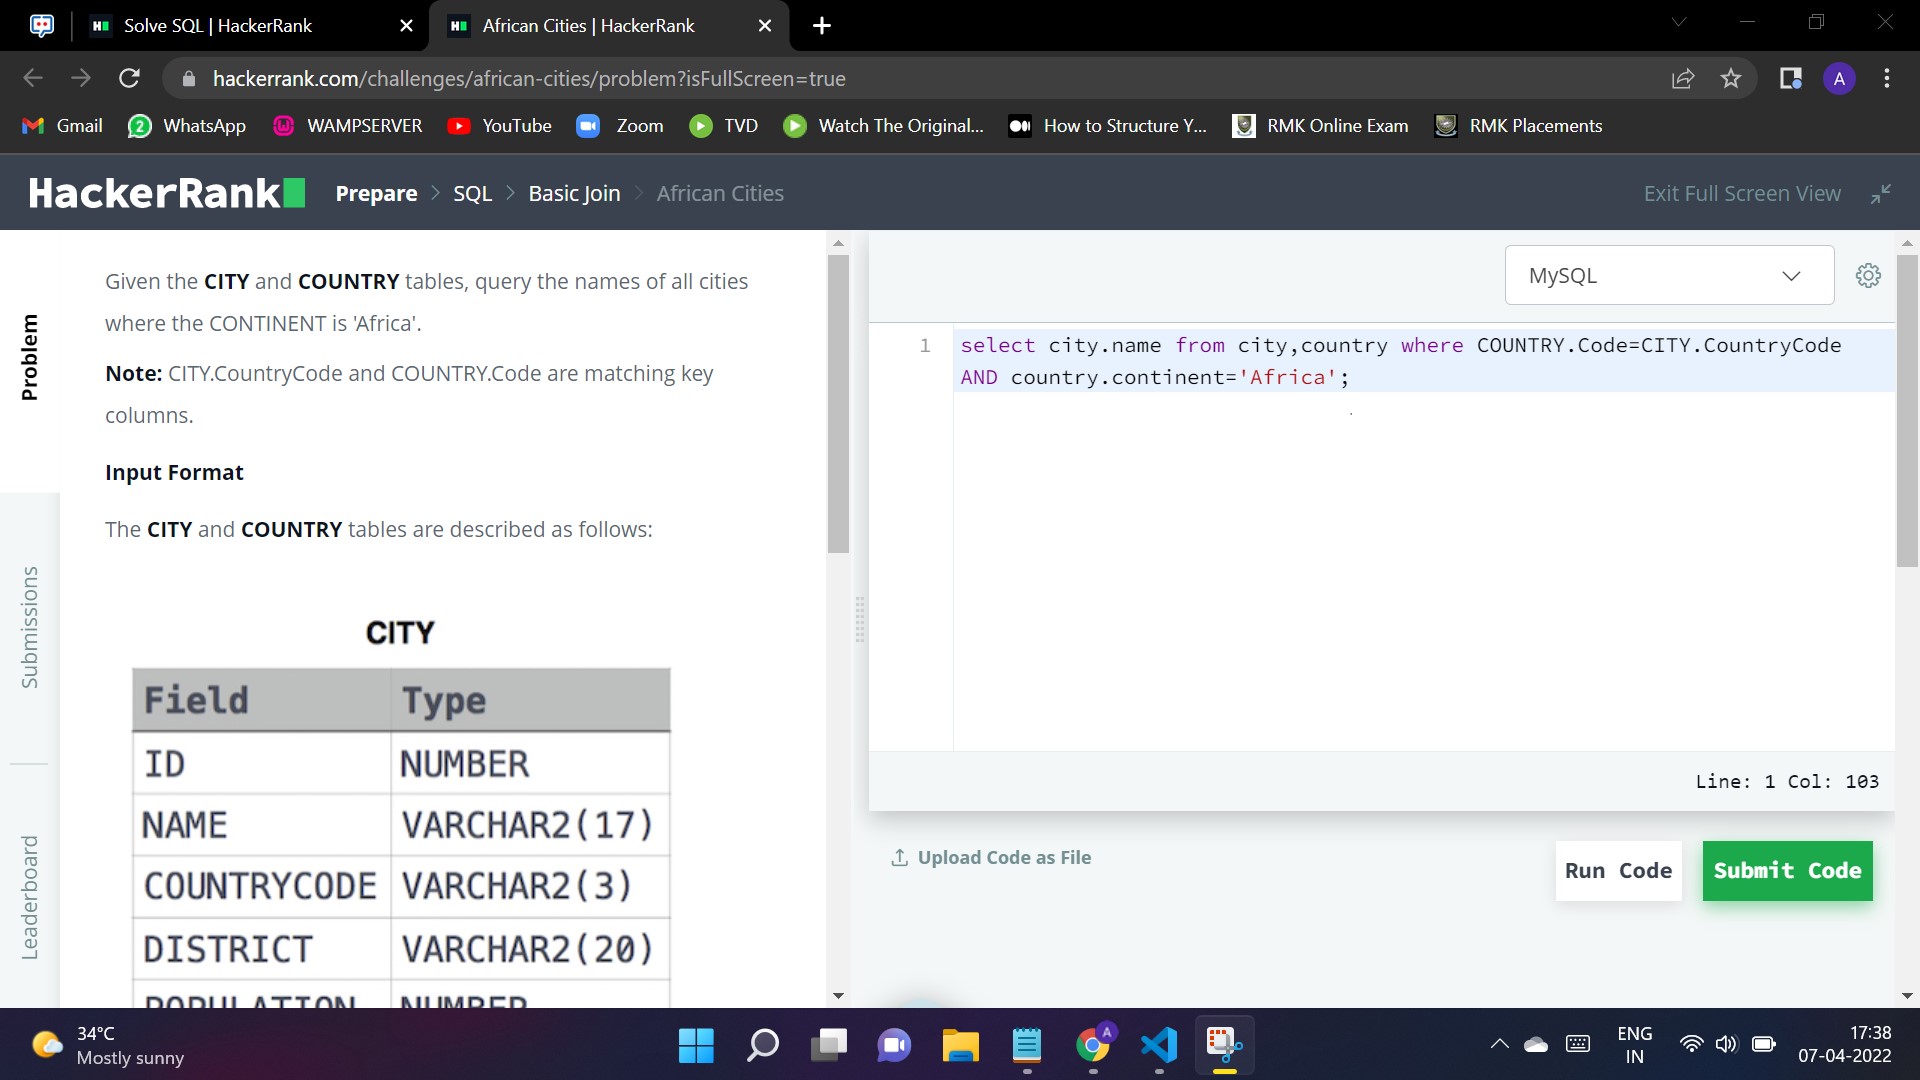 Solve SQL | HackerRank
African Cities | HackerRank
hackerrank.com/challenges/african-cities/problem?isFullScreen=true
A
Gmail
2
WhatsApp
WAMPSERVER
YouTube
Zoom
TVD
Watch The Original...
How to Structure Y...
RMK Online Exam
RMK Placements
HackerRank
Prepare > SQL > Basic Join > African Cities
Exit Full Screen View
Problem
Submissions
Leaderboard
Given the CITY and COUNTRY tables, query the names of all cities
where the CONTINENT is 'Africa'.
Note: CITY.CountryCode and COUNTRY.Code are matching key
columns.
Input Format
The CITY and COUNTRY tables are described as follows:
CITY
Field Type
ID NUMBER
NAME VARCHAR2(17)
COUNTRYCODE VARCHAR2(3)
DISTRICT VARCHAR2(20)
POPULATION NUMBER
MySQL
1
select city.name from city,country where COUNTRY.Code=CITY.CountryCode
AND country.continent='Africa';
Line: 1 Col: 103
Upload Code as File
Run Code
Submit Code
34°C
Mostly sunny
A
ENG
IN
17:38
07-04-2022